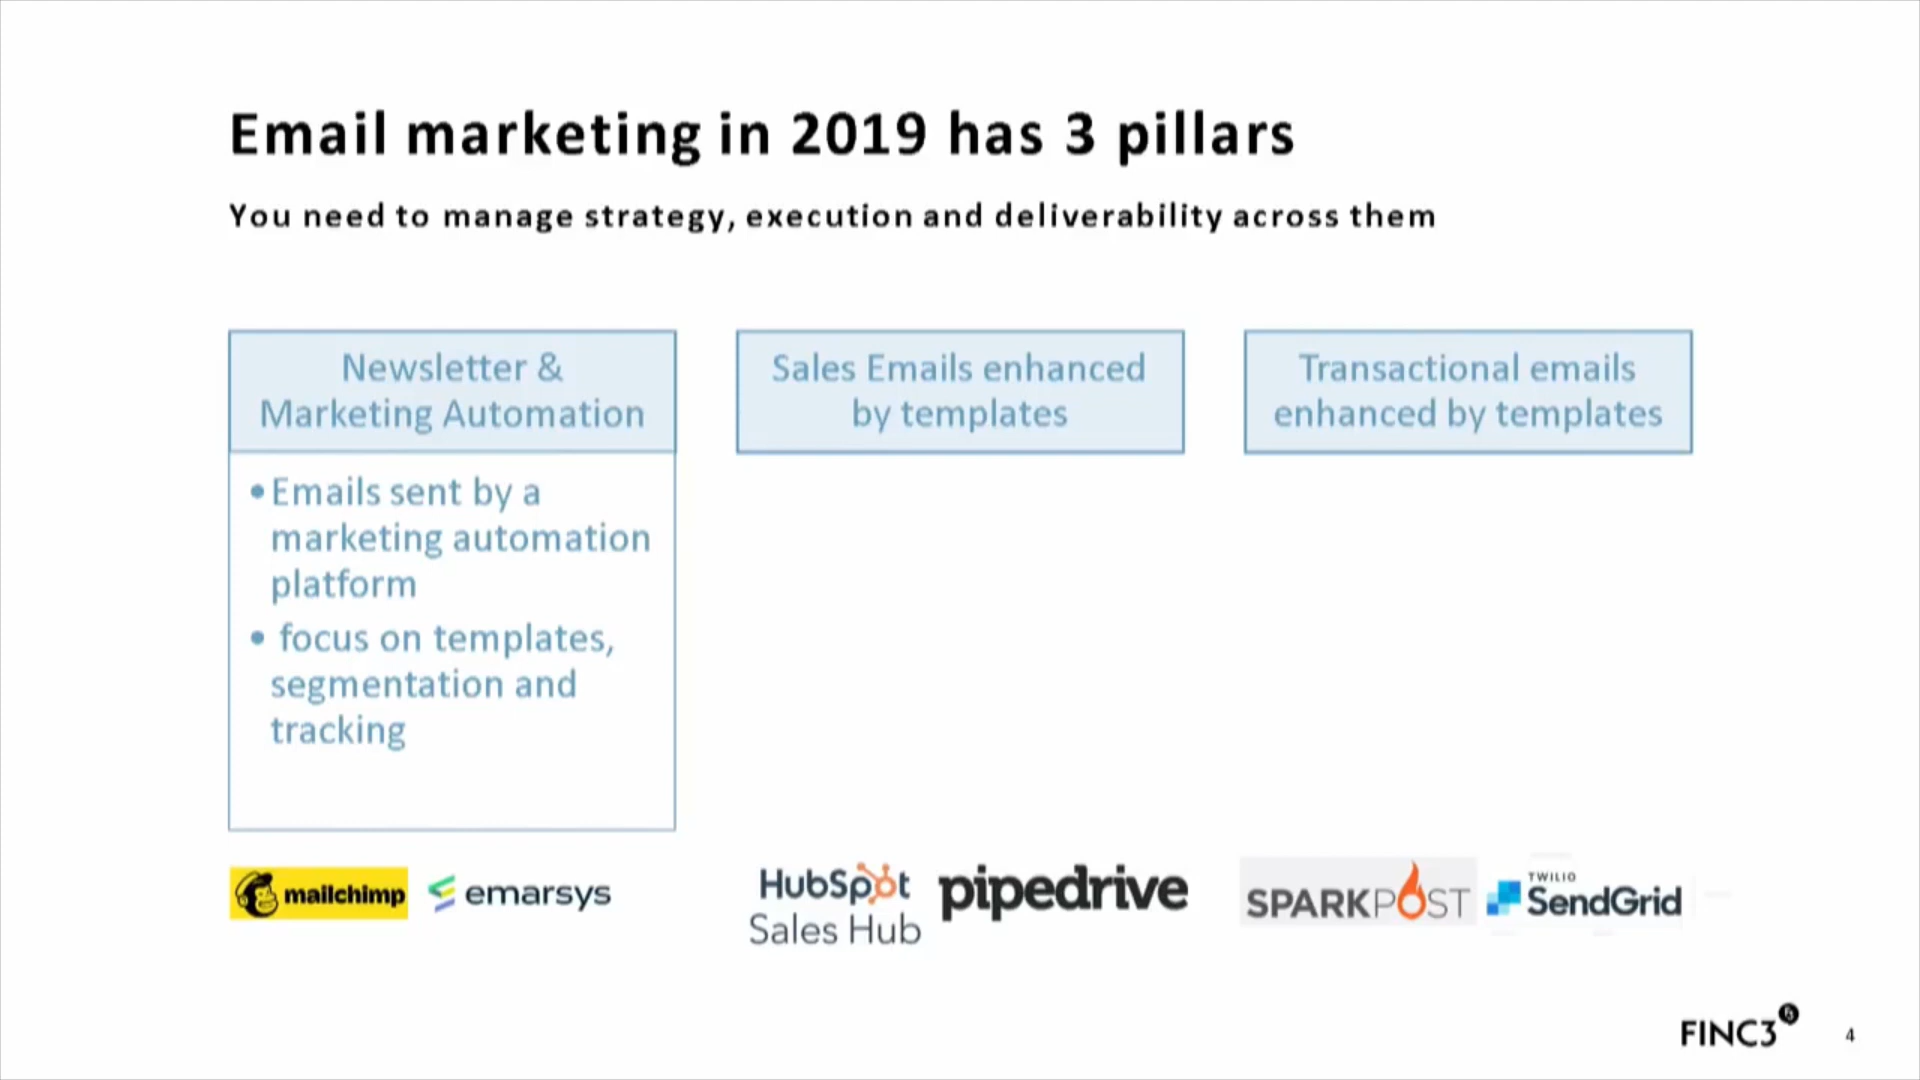 Email marketing in 2019 has 3 pillars
You need to manage strategy, execution and deliverability across them
Newsletter &
Marketing Automation
• Emails sent by a
marketing automation
platform
• focus on templates,
segmentation and
tracking
Sales Emails enhanced
by templates
Transactional emails
enhanced by templates
mailchimp
emarsys
HubSpot
Sales Hub
pipedrive
SPARKPOST
TWILIO
SendGrid
FINC3
4